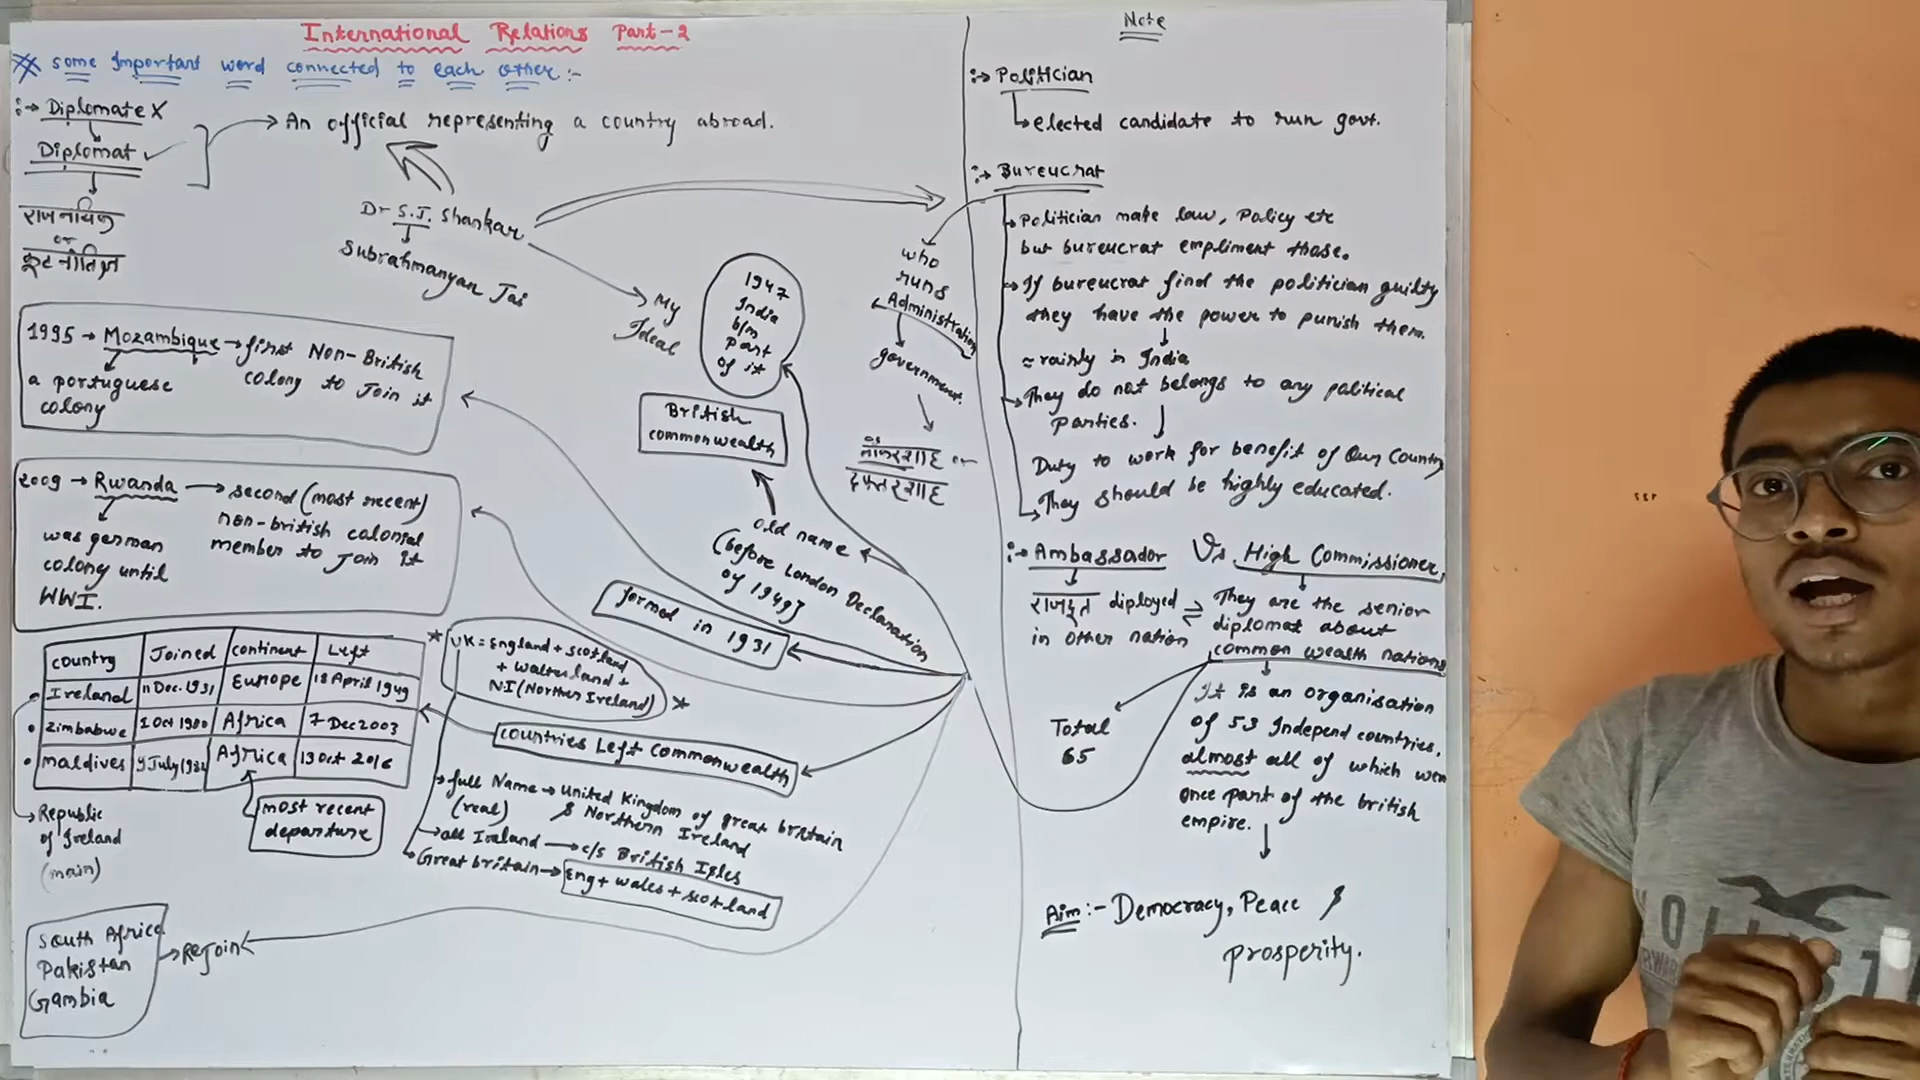 International Relations Part-2
some Important word connected to each other:-
:→ Diplomate X
Diplomat ✓
राजनयिक
or
कूटनीतिज्ञ
→ An official representing a country abroad.
Dr S.J. Shankar
Subrahmanyan Jai
My
Ideal
1947
India
b/m
Part
of it
British
commonwealth
old name
(before London Declaration
of 1949)
formed in 1931
1995 → Mozambique → first Non-British
colony to Join it
a portuguese
colony
2009 → Rwanda → second (most recent)
non-british colonial
member to Join it
was german
colony until
WWI.
country Joined continent Left
Ireland 11 Dec. 1931 Europe 18 April 1949
Zimbabwe 1 Oct 1980 Africa 7 Dec 2003
maldives 9 July 1982 Africa 13 Oct 2016
most recent
departure
Republic
of Ireland
(main)
* UK = England + Scotland
+ +
NI (Northern Ireland) *
countries Left Commonwealth
full Name → United Kingdom of great britain
(real) & Northern Ireland
all Ireland → c/s British Isles
Great britain → Eng + wales + scotland
South Africa
Pakistan
Gambia
→ Rejoin
Note
:→ Politician
elected candidate to run govt.
:→ Bureucrat
who
runs
Administration
government.
or
Politician make law, Policy etc
but bureucrat empliment thase.
If bureucrat find the politician guilty
they have the power to punish them.
= rainly in India
They do not belongs to any palitical
parties.
Duty to work for benefit of Our Country
They should be highly educated.
:→ Ambassador Vs High Commissioner,
राजदूत diployed
in other nation
They are the senior
diplomat about
common wealth nations
Total
65
It is an organisation
of 53 Independ countries,
almost all of which were
once part of the british
empire.
Aim:- Democracy, Peace &
prosperity.